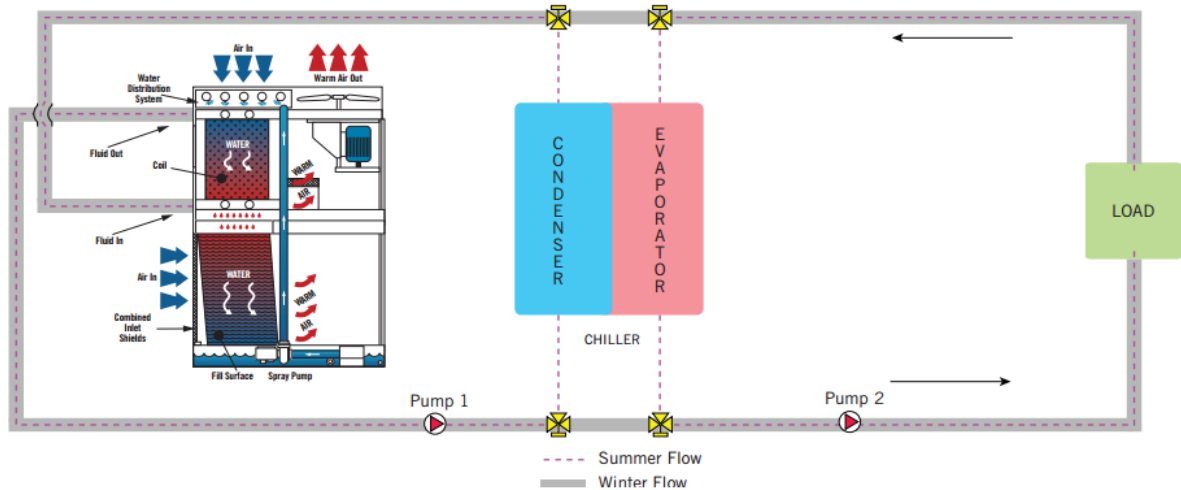 Air In
Warm Air Out
Water
Distribution
System
WATER
Fluid Out
Coil
WARM
AIR
Fluid In
Air In
WATER
WARM
AIR
Combined
Inlet
Shields
Fill Surface
Spray Pump
CONDENSER
EVAPORATOR
CHILLER
LOAD
Pump 1
Pump 2
Summer Flow
Winter Flow